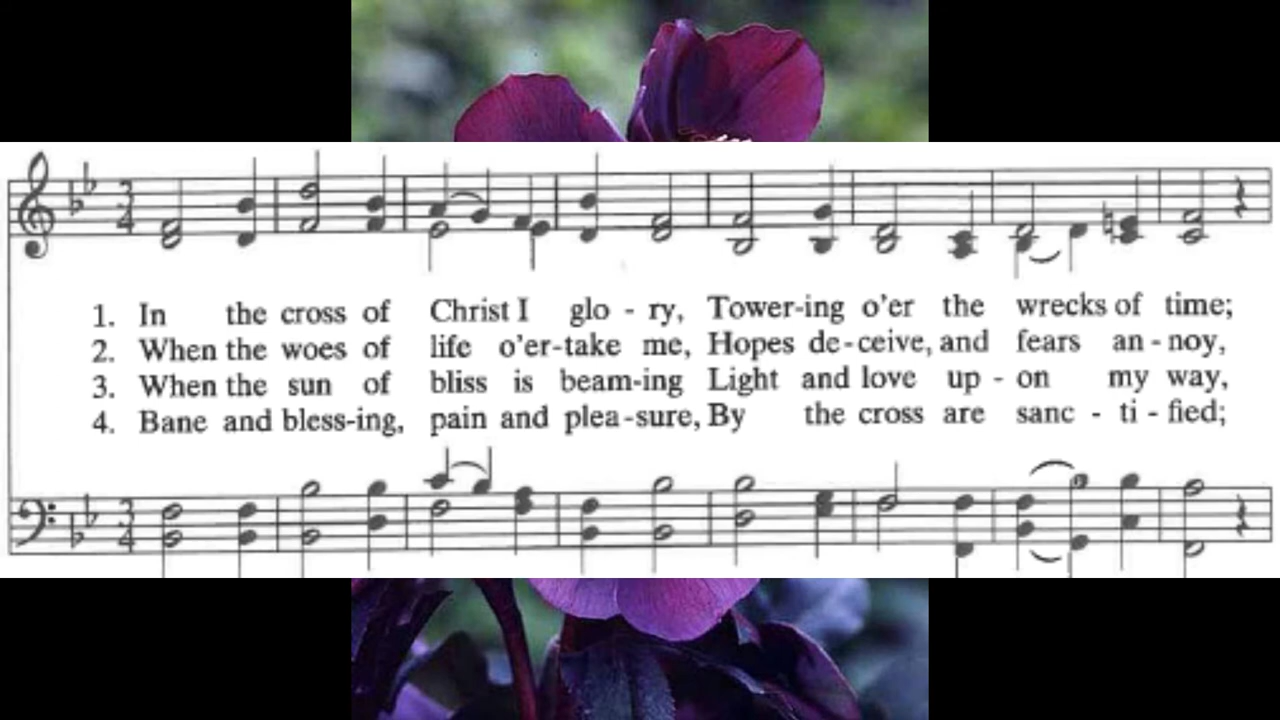 1. In the cross of Christ I glo - ry, Tower-ing o'er the wrecks of time;
2. When the woes of life o'er-take me, Hopes de-ceive, and fears an - noy,
3. When the sun of bliss is beam-ing Light and love up - on my way,
4. Bane and bless-ing, pain and plea-sure, By the cross are sanc - ti - fied;